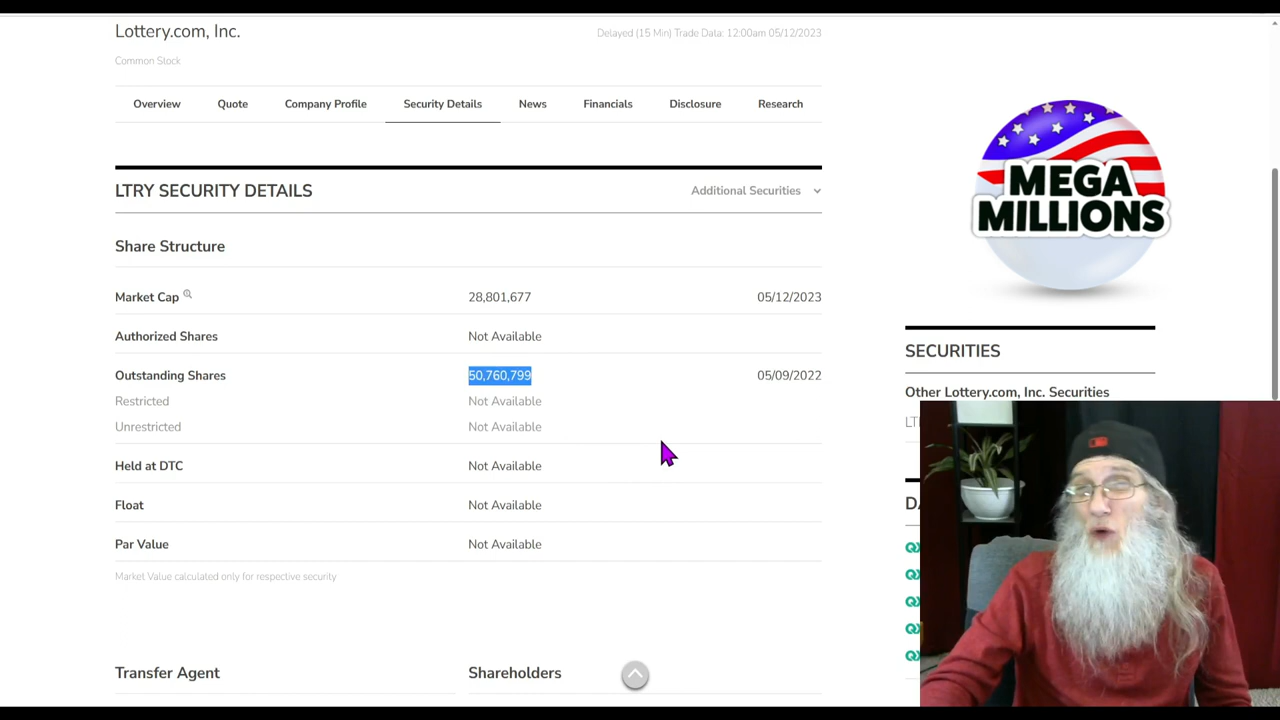 Lottery.com, Inc.
Delayed (15 Min) Trade Data: 12:00am 05/12/2023
Common Stock
Overview Quote Company Profile Security Details News Financials Disclosure Research
LTRY SECURITY DETAILS
Additional Securities
Share Structure
Market Cap 28,801,677 05/12/2023
Authorized Shares Not Available
Outstanding Shares 50,760,799 05/09/2022
Restricted Not Available
Unrestricted Not Available
Held at DTC Not Available
Float Not Available
Par Value Not Available
Market Value calculated only for respective security
Transfer Agent Shareholders
MEGA
MILLIONS
SECURITIES
Other Lottery.com, Inc. Securities